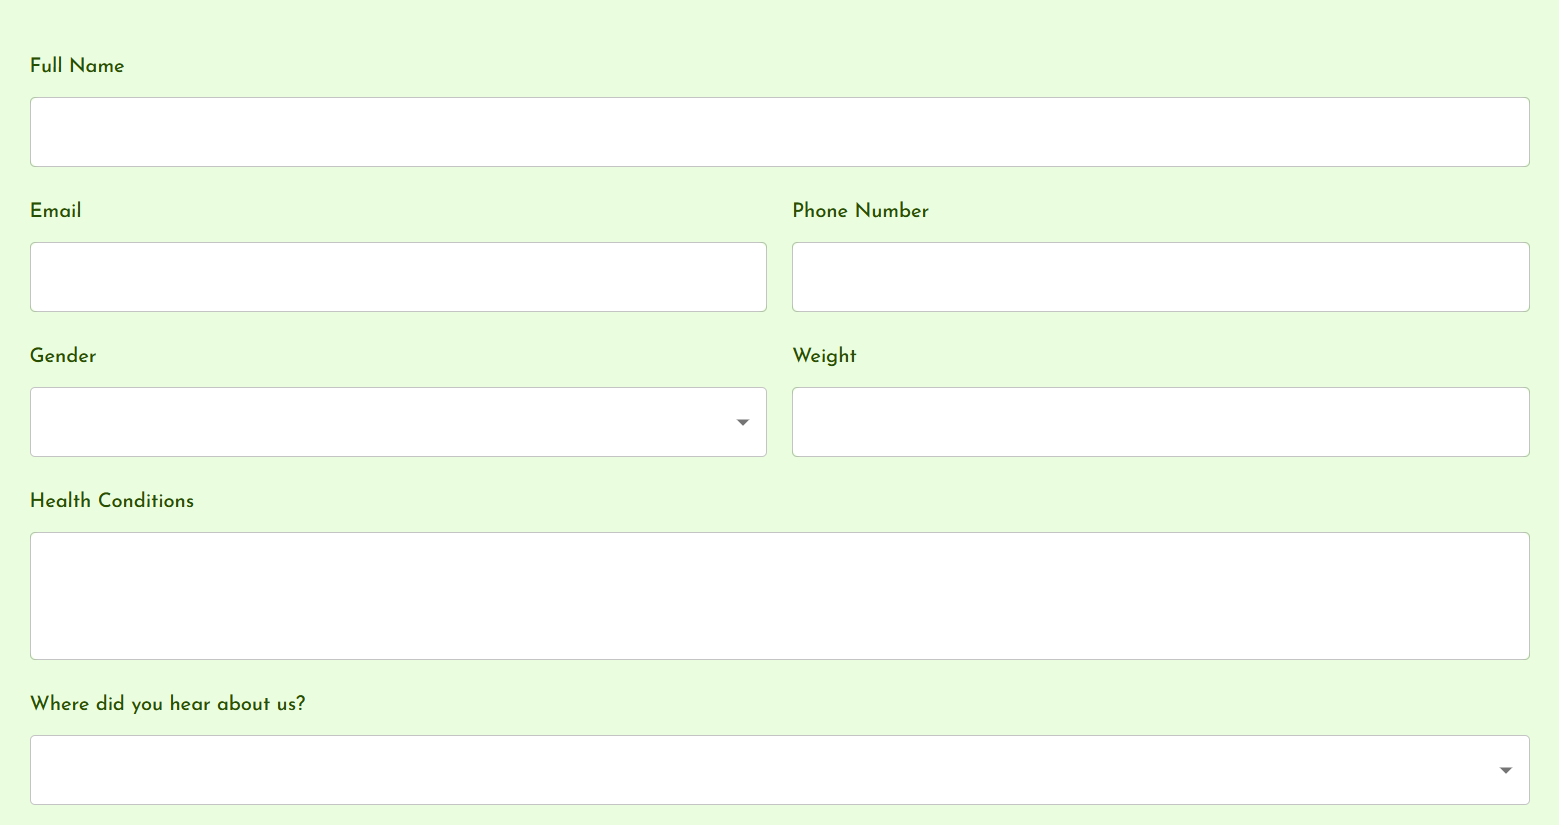 Full Name
Email
Phone Number
Gender
Weight
Health Conditions
Where did you hear about us?